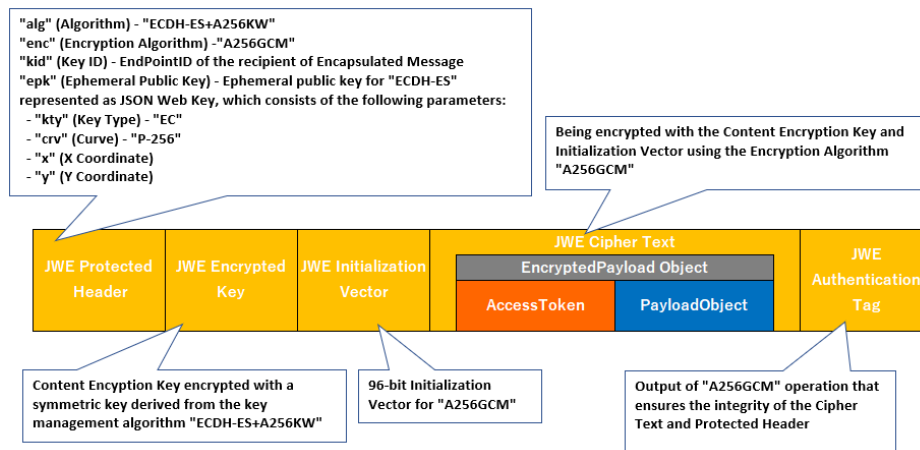 "alg" (Algorithm) - "ECDH-ES+A256KW"
"enc" (Encryption Algorithm) -"A256GCM"
"kid" (Key ID) - EndPointID of the recipient of Encapsulated Message
"epk" (Ephemeral Public Key) - Ephemeral public key for "ECDH-ES"
represented as JSON Web Key, which consists of the following parameters:
- "kty" (Key Type) - "EC"
- "crv" (Curve) - "P-256"
- "x" (X Coordinate)
- "y" (Y Coordinate)
Being encrypted with the Content Encryption Key and
Initialization Vector using the Encryption Algorithm
"A256GCM"
JWE Protected
Header
JWE Encrypted
Key
JWE Initialization
Vector
JWE Cipher Text
EncryptedPayload Object
AccessToken
PayloadObject
JWE
Authentication
Tag
Content Encyption Key encrypted with a
symmetric key derived from the key
management algorithm "ECDH-ES+A256KW"
96-bit Initialization
Vector for "A256GCM"
Output of "A256GCM" operation that
ensures the integrity of the Cipher
Text and Protected Header